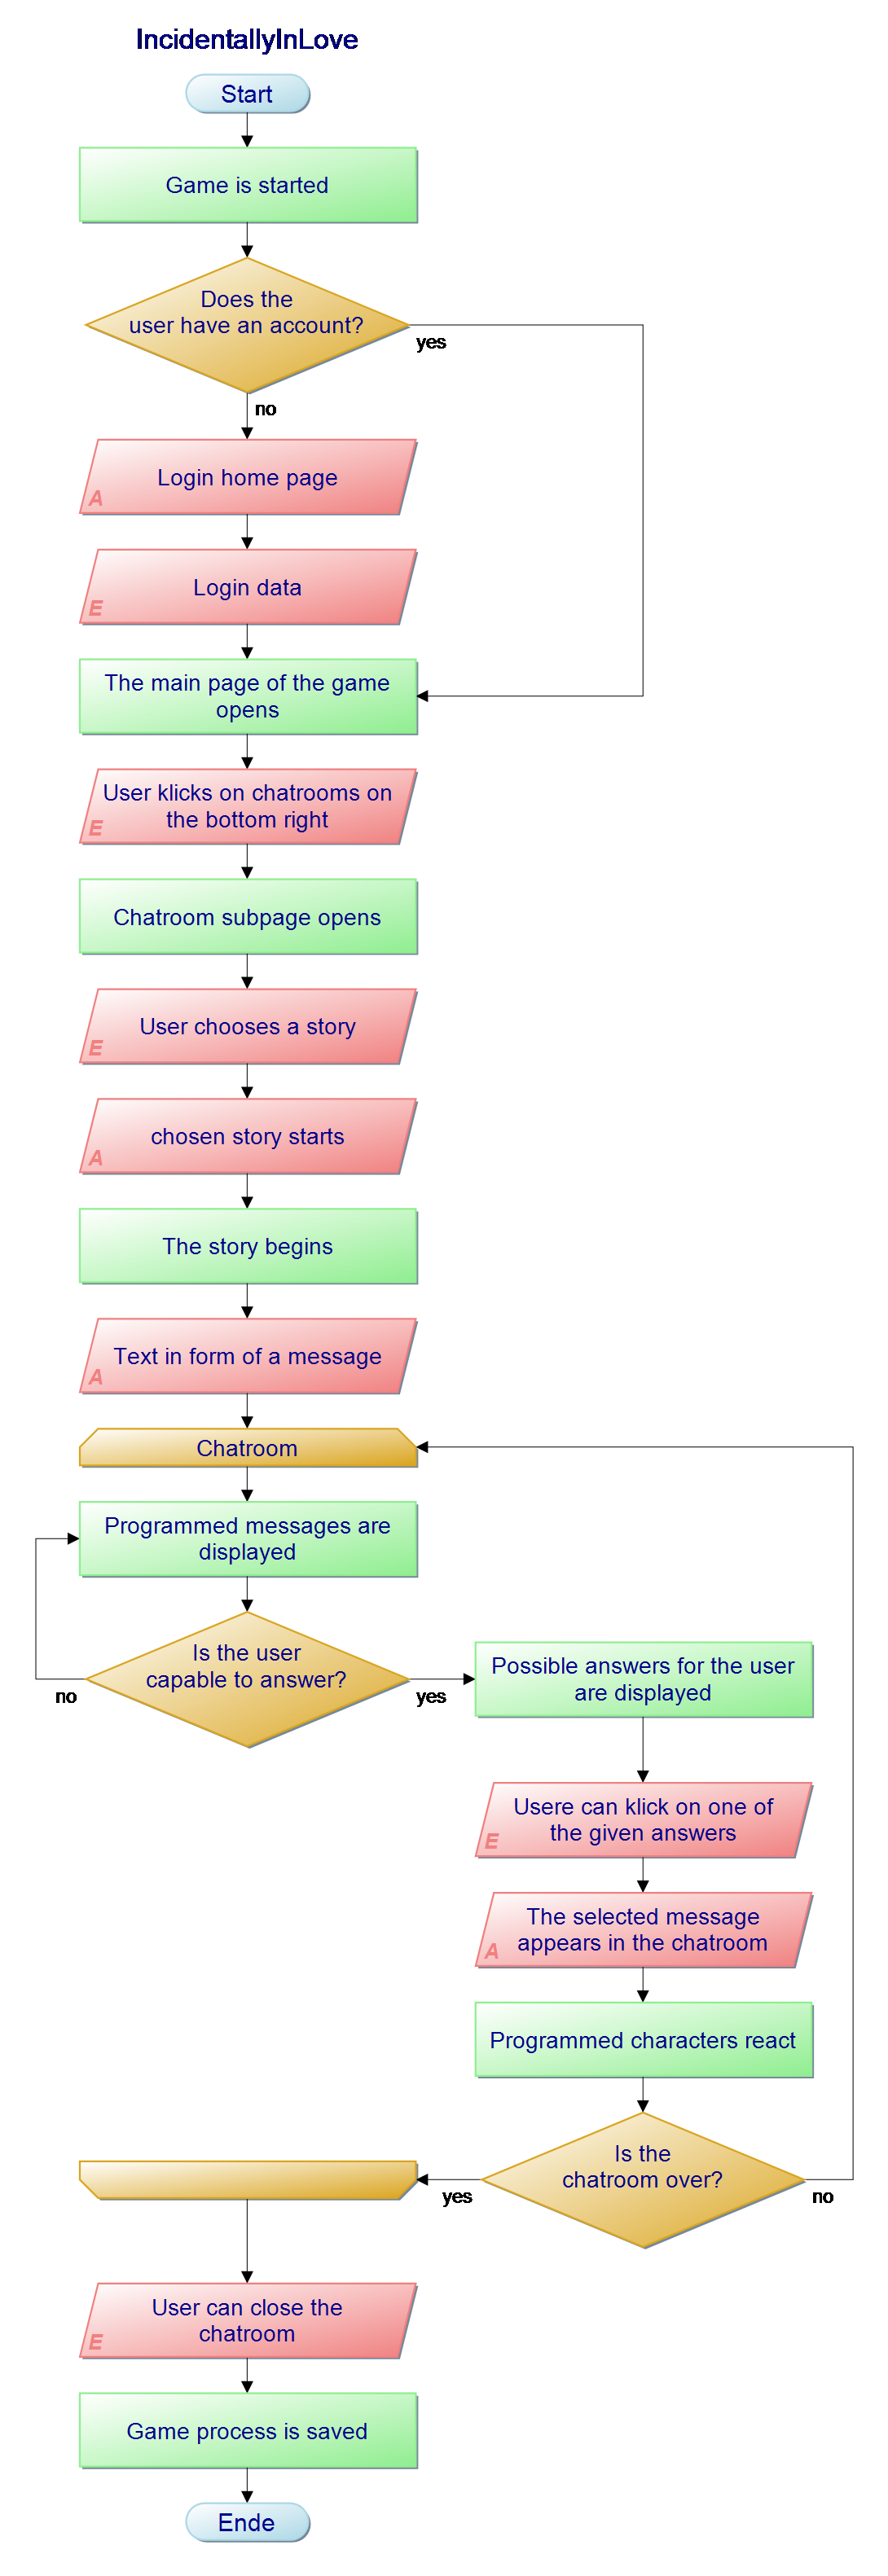 IncidentallyInLove
Start
Game is started
Does the
user have an account?
yes
no
Login home page
A
Login data
E
The main page of the game
opens
User klicks on chatrooms on
the bottom right
E
Chatroom subpage opens
User chooses a story
E
chosen story starts
A
The story begins
Text in form of a message
A
Chatroom
Programmed messages are
displayed
Is the user
capable to answer?
no
yes
Possible answers for the user
are displayed
Usere can klick on one of
the given answers
E
The selected message
appears in the chatroom
A
Programmed characters react
Is the
chatroom over?
yes
no
User can close the
chatroom
E
Game process is saved
Ende